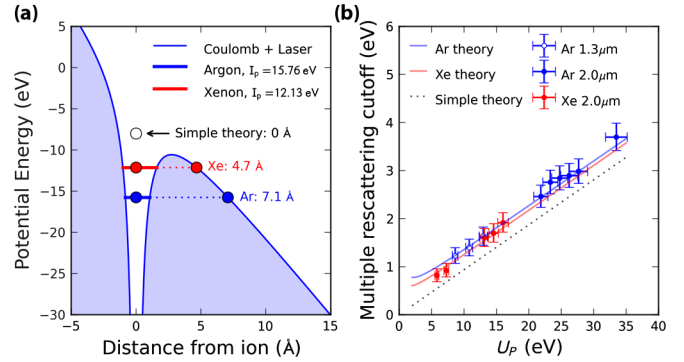 (a)
Potential Energy (eV)
5
0
−5
−10
−15
−20
−25
−30
Coulomb + Laser
Argon, Iₚ=15.76 eV
Xenon, Iₚ=12.13 eV
Simple theory: 0 Å
Xe: 4.7 Å
Ar: 7.1 Å
−5 0 5 10 15
Distance from ion (Å)
(b)
Multiple rescattering cutoff (eV)
6
5
4
3
2
1
0
Ar theory
Xe theory
Simple theory
Ar 1.3μm
Ar 2.0μm
Xe 2.0μm
0 5 10 15 20 25 30 35 40
U_P (eV)